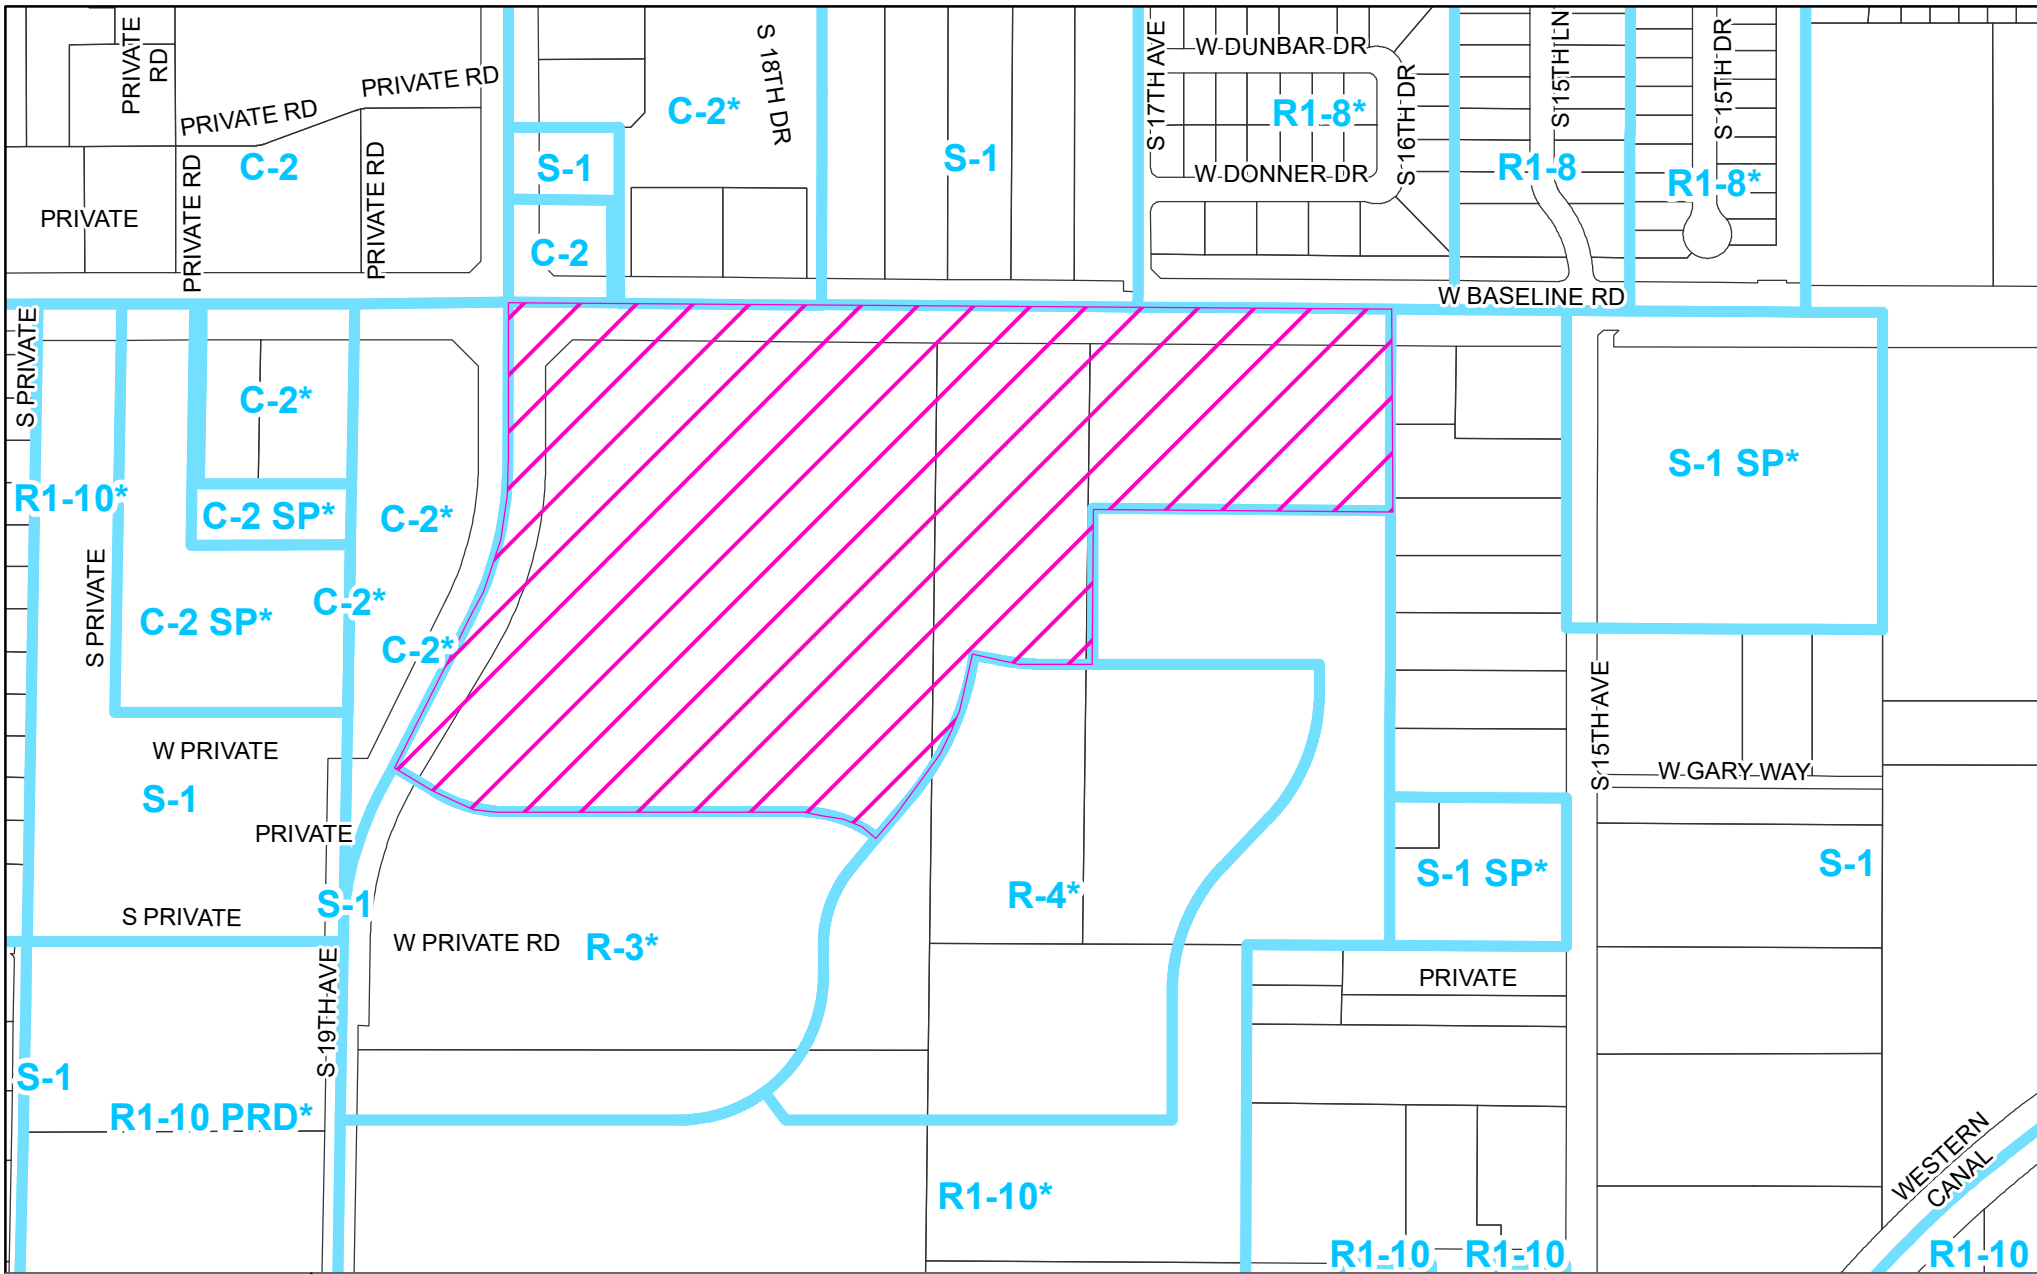 PRIVATE
RD
PRIVATE RD
PRIVATE RD
C-2
PRIVATE
PRIVATE RD
PRIVATE RD
S-1
C-2
C-2*
S 18TH DR
S-1
S 17TH AVE
W DUNBAR DR
R1-8*
W DONNER DR
S 16TH DR
S 15TH LN
R1-8
S 15TH DR
R1-8*
W BASELINE RD
S PRIVATE
C-2*
R1-10*
C-2 SP*
C-2*
S PRIVATE
C-2 SP*
C-2*
C-2*
S-1 SP*
W PRIVATE
S-1
PRIVATE
S-1
S PRIVATE
W PRIVATE RD
R-3*
R-4*
S 15TH AVE
W GARY WAY
S-1 SP*
S-1
PRIVATE
S 19TH AVE
S-1
R1-10 PRD*
R1-10*
R1-10
R1-10
WESTERN
CANAL
R1-10